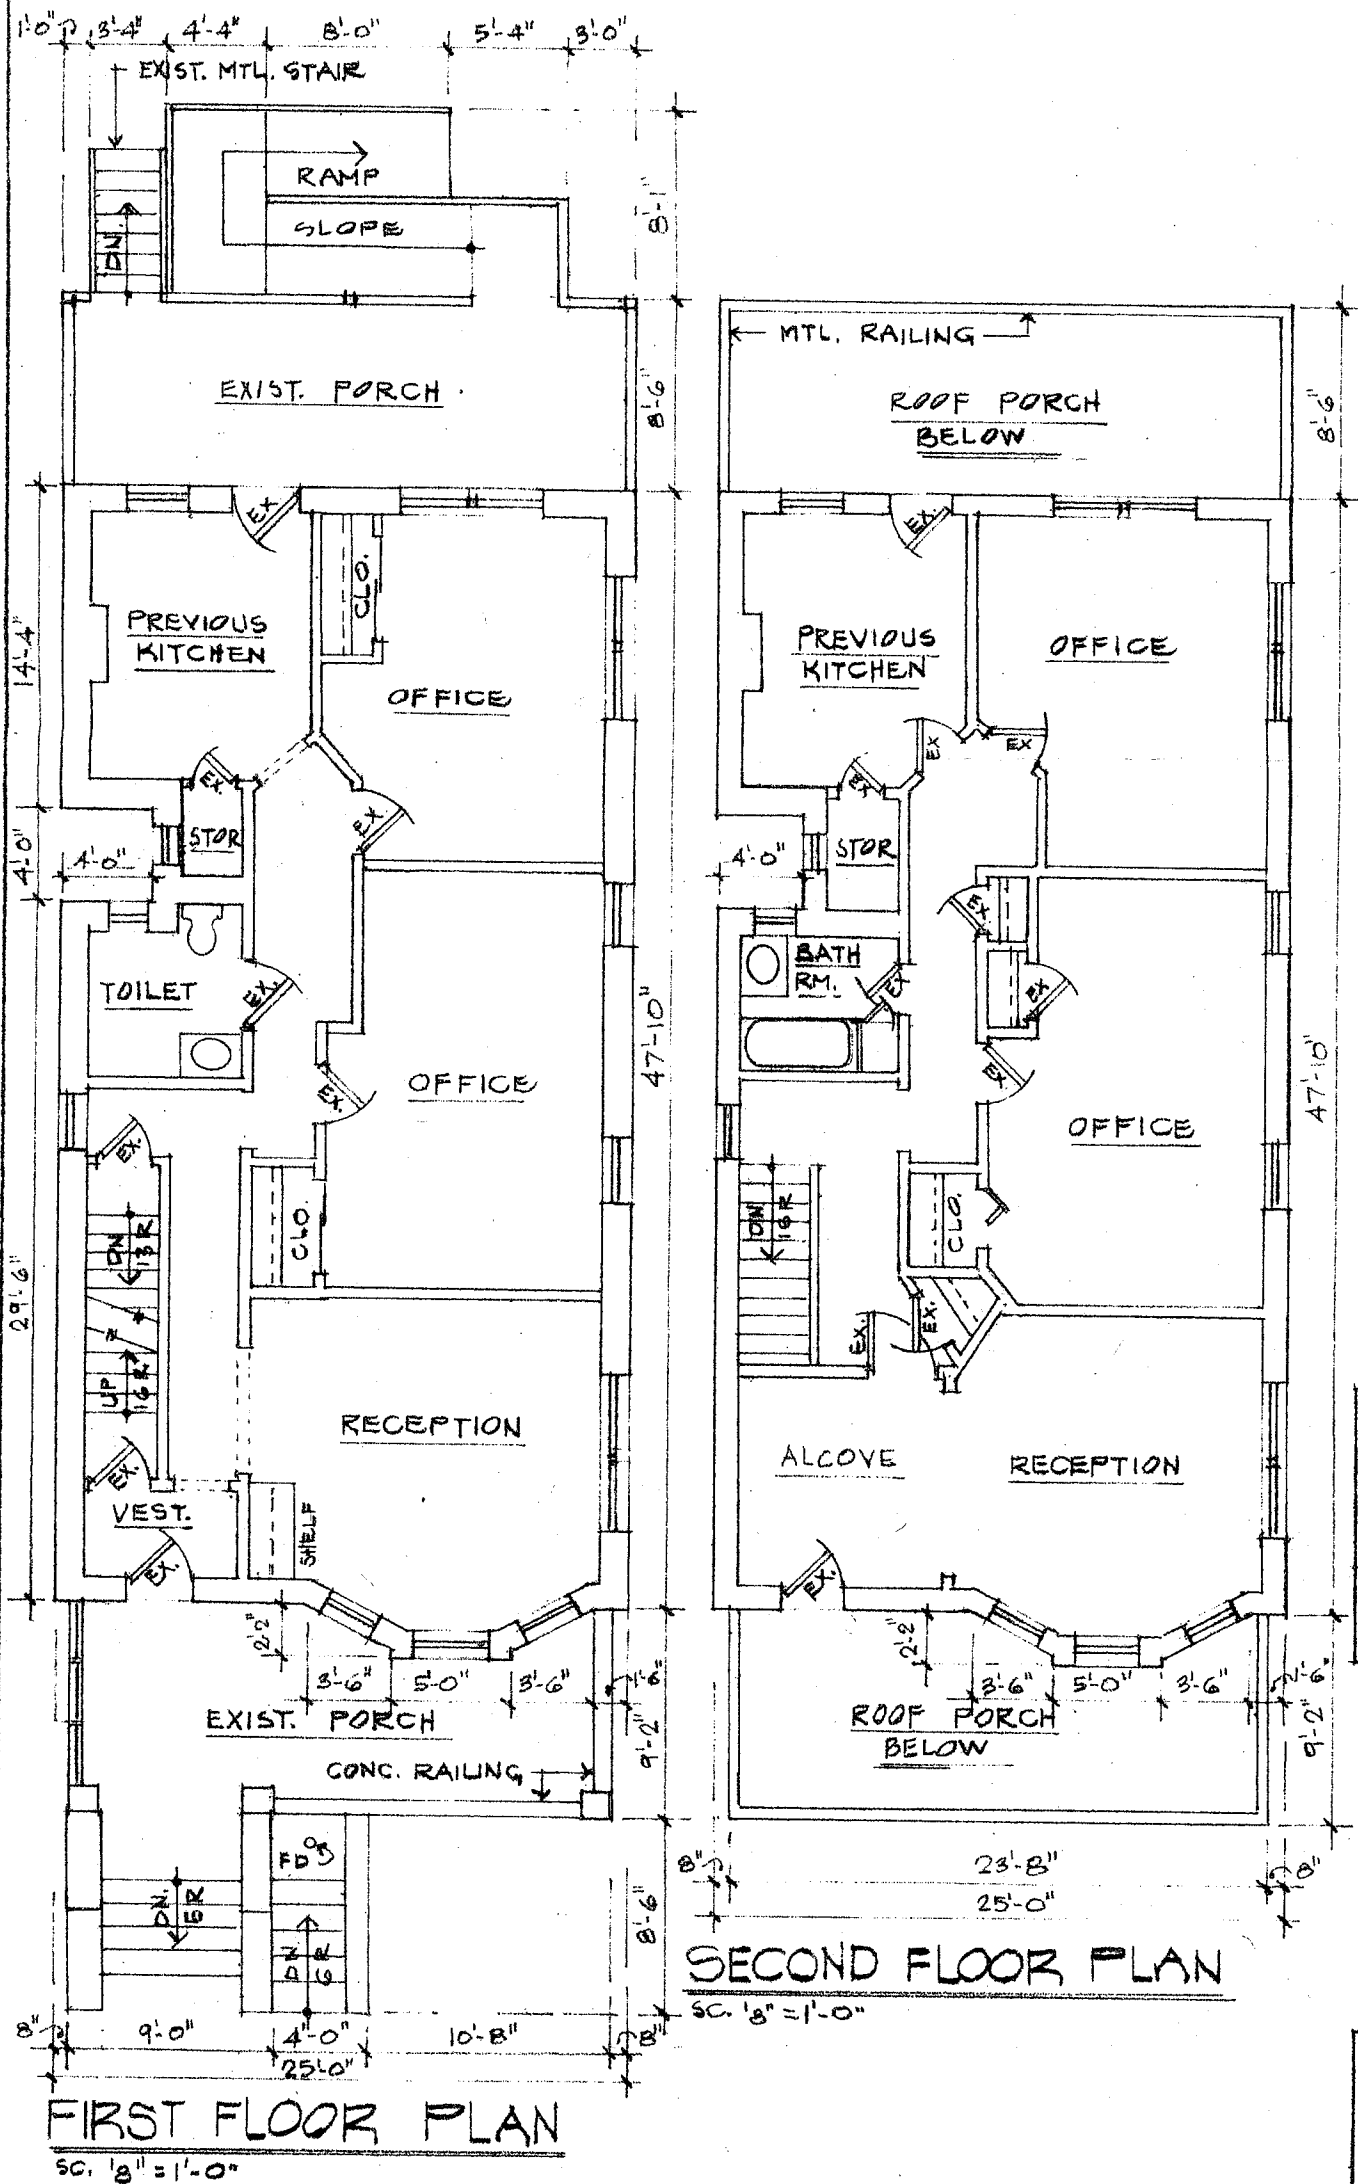 1'-0" 3'-4" 4'-4" 8'-0" 5'-4" 3'-0"
EXIST. MTL. STAIR
RAMP
SLOPE
DN.
8'-1"
EXIST. PORCH
8'-6"
EX.
CLO.
PREVIOUS
KITCHEN
OFFICE
14'-4"
EX.
STOR
EX.
4'-0"
4'-0"
TOILET
EX.
OFFICE
EX.
47'-10"
EX.
DN
13 R
CLO.
29'-6"
UP
16 R
RECEPTION
EX.
VEST.
SHELF
EX.
2'-2"
3'-6" 5'-0" 3'-6" 1'-6"
EXIST. PORCH
9'-2"
CONC. RAILING
FD
DN.
5R
DN
6R
8'-6"
8" 9'-0" 4'-0" 10'-8" 8"
25'-0"
FIRST FLOOR PLAN
SC. 1/8" = 1'-0"
MTL. RAILING
ROOF PORCH
BELOW
8'-6"
EX.
PREVIOUS
KITCHEN
OFFICE
EX
EX
EX
STOR
4'-0"
EX
BATH
RM.
EX
EX
EX
47'-10"
OFFICE
DN
16 R
CLO.
EX.
EX.
ALCOVE
RECEPTION
EX.
2'-2"
3'-6" 5'-0" 3'-6" 1'-6"
ROOF PORCH
BELOW
9'-2"
8" 23'-8" 8"
25'-0"
SECOND FLOOR PLAN
SC. 1/8" = 1'-0"